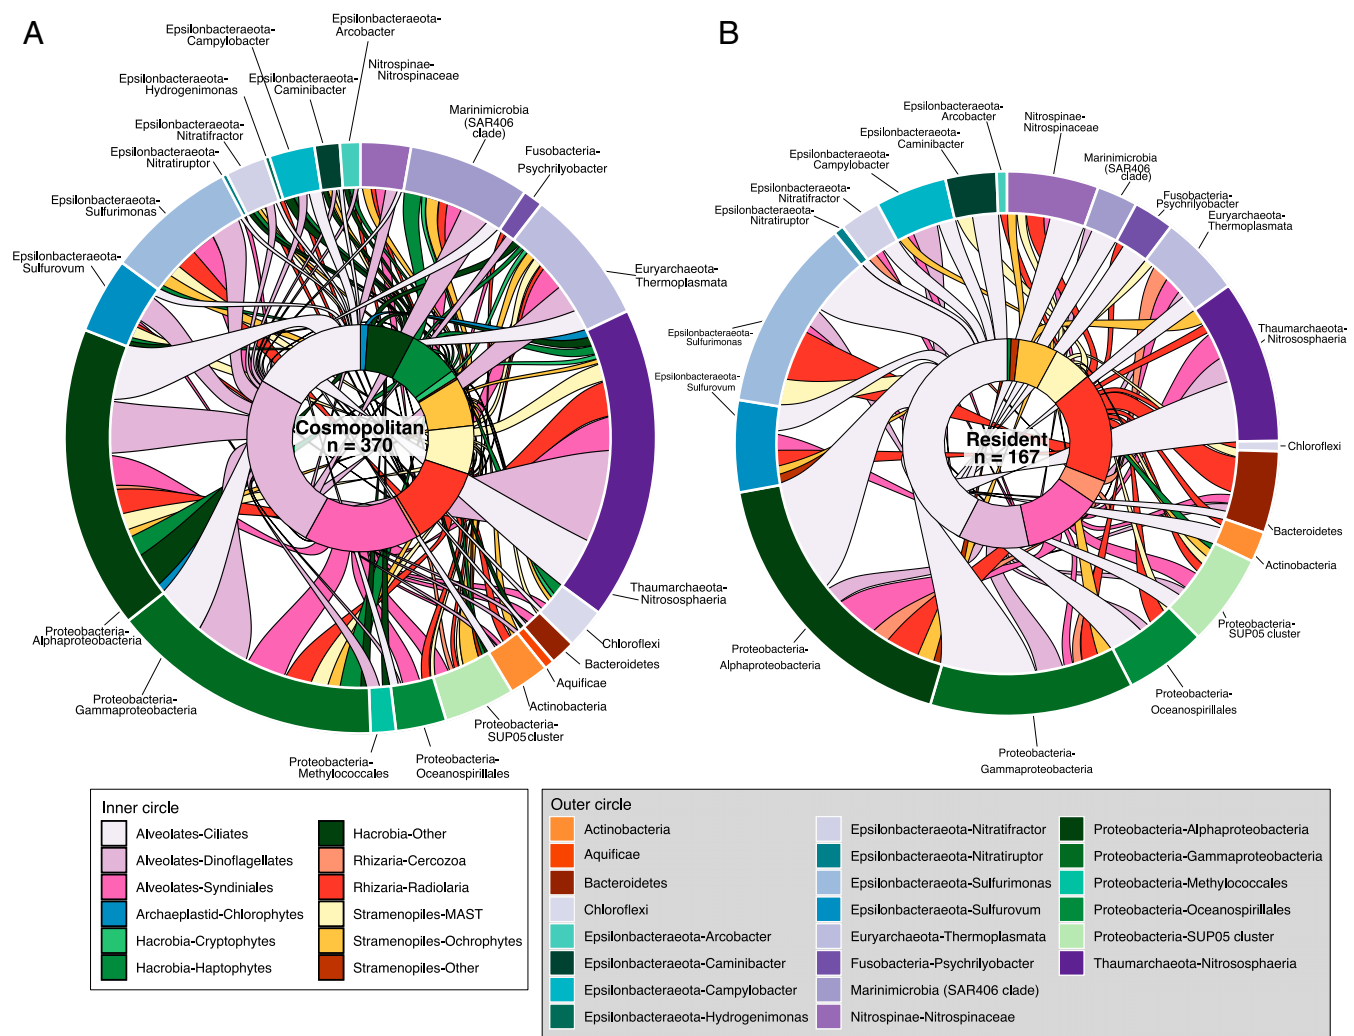 A
Epsilonbacteraeota-
Arcobacter
Epsilonbacteraeota-
Campylobacter
Nitrospinae-
Nitrospinaceae
Epsilonbacteraeota-
Hydrogenimonas
Epsilonbacteraeota-
Caminibacter
Marinimicrobia
(SAR406
clade)
Epsilonbacteraeota-
Nitratifractor
Epsilonbacteraeota-
Nitratiruptor
Fusobacteria-
Psychrilyobacter
Epsilonbacteraeota-
Sulfurimonas
Epsilonbacteraeota-
Sulfurovum
Euryarchaeota-
Thermoplasmata
Cosmopolitan
n = 370
Thaumarchaeota-
Nitrososphaeria
Chloroflexi
Bacteroidetes
Aquificae
Actinobacteria
Proteobacteria-
SUP05 cluster
Proteobacteria-
Oceanospirillales
Proteobacteria-
Methylococcales
Proteobacteria-
Gammaproteobacteria
Proteobacteria-
Alphaproteobacteria
B
Epsilonbacteraeota-
Arcobacter
Nitrospinae-
Nitrospinaceae
Epsilonbacteraeota-
Caminibacter
Epsilonbacteraeota-
Campylobacter
Marinimicrobia
(SAR406
clade)
Epsilonbacteraeota-
Nitratifractor
Epsilonbacteraeota-
Nitratiruptor
Fusobacteria-
Psychrilyobacter
Euryarchaeota-
Thermoplasmata
Epsilonbacteraeota-
Sulfurimonas
Epsilonbacteraeota-
Sulfurovum
Thaumarchaeota-
Nitrososphaeria
Resident
n = 167
Chloroflexi
Bacteroidetes
Actinobacteria
Proteobacteria-
SUP05 cluster
Proteobacteria-
Oceanospirillales
Proteobacteria-
Gammaproteobacteria
Proteobacteria-
Alphaproteobacteria
Inner circle
Alveolates-Ciliates
Alveolates-Dinoflagellates
Alveolates-Syndiniales
Archaeplastid-Chlorophytes
Hacrobia-Cryptophytes
Hacrobia-Haptophytes
Hacrobia-Other
Rhizaria-Cercozoa
Rhizaria-Radiolaria
Stramenopiles-MAST
Stramenopiles-Ochrophytes
Stramenopiles-Other
Outer circle
Actinobacteria
Aquificae
Bacteroidetes
Chloroflexi
Epsilonbacteraeota-Arcobacter
Epsilonbacteraeota-Caminibacter
Epsilonbacteraeota-Campylobacter
Epsilonbacteraeota-Hydrogenimonas
Epsilonbacteraeota-Nitratifractor
Epsilonbacteraeota-Nitratiruptor
Epsilonbacteraeota-Sulfurimonas
Epsilonbacteraeota-Sulfurovum
Euryarchaeota-Thermoplasmata
Fusobacteria-Psychrilyobacter
Marinimicrobia (SAR406 clade)
Nitrospinae-Nitrospinaceae
Proteobacteria-Alphaproteobacteria
Proteobacteria-Gammaproteobacteria
Proteobacteria-Methylococcales
Proteobacteria-Oceanospirillales
Proteobacteria-SUP05 cluster
Thaumarchaeota-Nitrososphaeria